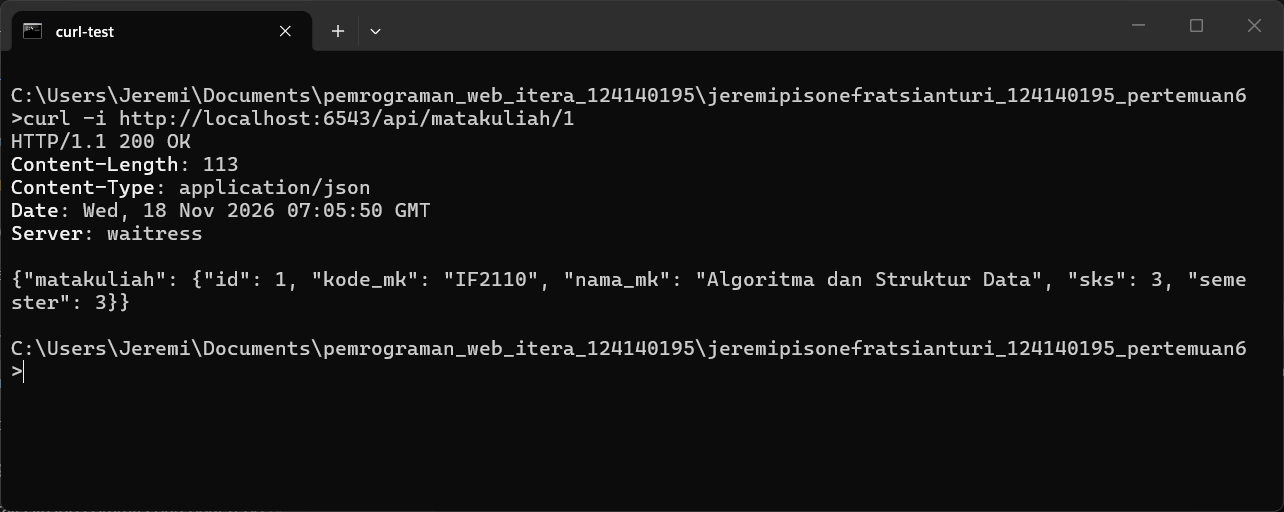 curl-test
C:\Users\Jeremi\Documents\pemrograman_web_itera_124140195\jeremipisonefratsianturi_124140195_pertemuan6
>curl -i http://localhost:6543/api/matakuliah/1
HTTP/1.1 200 OK
Content-Length: 113
Content-Type: application/json
Date: Wed, 18 Nov 2026 07:05:50 GMT
Server: waitress
{"matakuliah": {"id": 1, "kode_mk": "IF2110", "nama_mk": "Algoritma dan Struktur Data", "sks": 3, "seme
ster": 3}}
C:\Users\Jeremi\Documents\pemrograman_web_itera_124140195\jeremipisonefratsianturi_124140195_pertemuan6
>